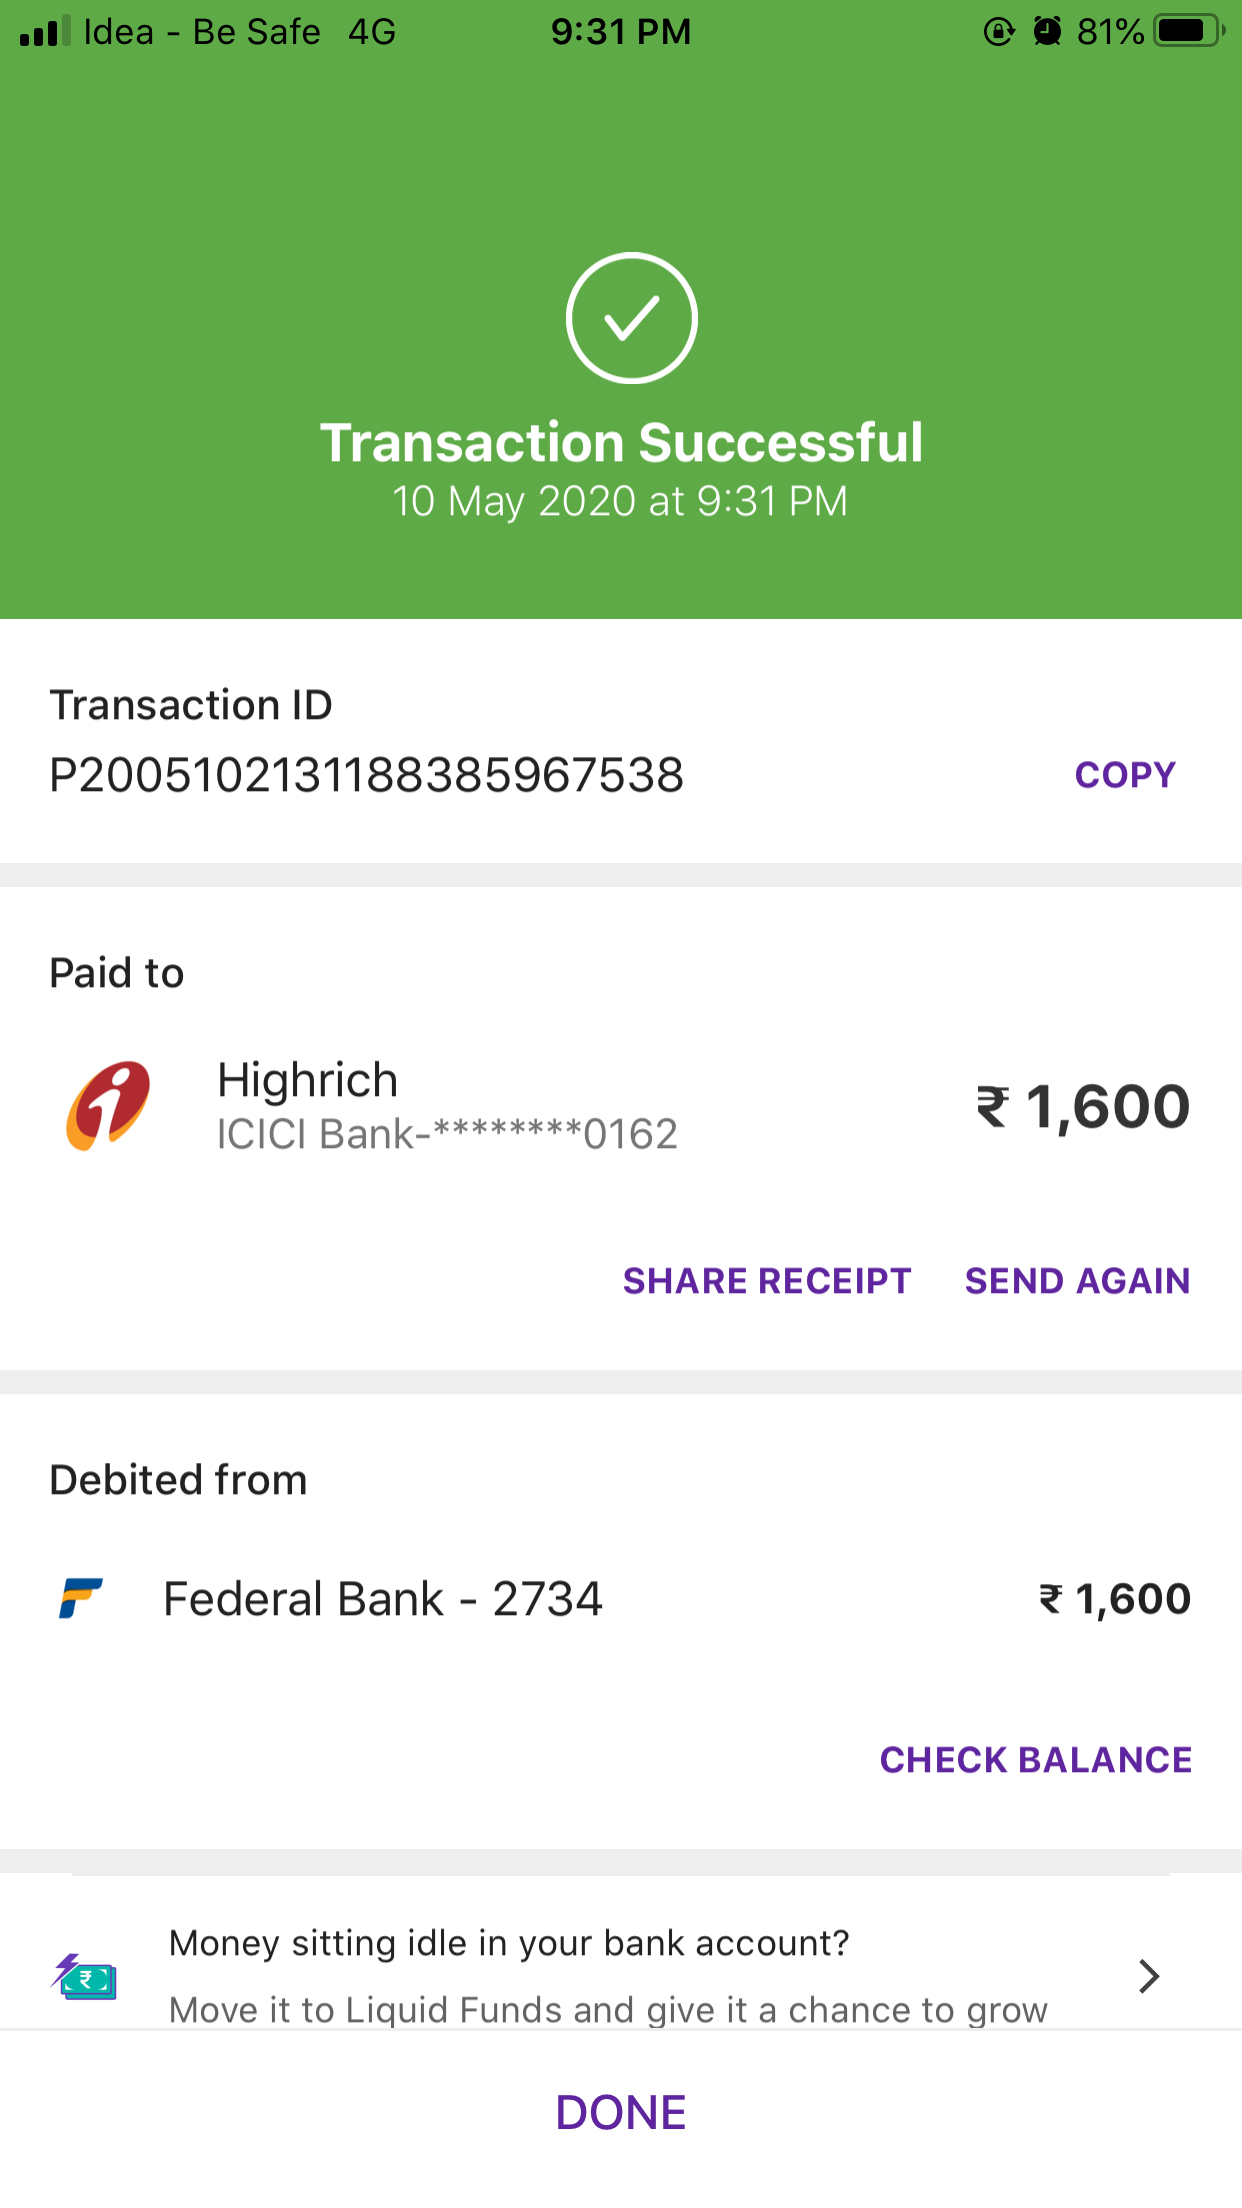 Idea - Be Safe 4G 9:31 PM 81%
Transaction Successful
10 May 2020 at 9:31 PM
Transaction ID
P2005102131188385967538 COPY
Paid to
Highrich
ICICI Bank-********0162
₹ 1,600
SHARE RECEIPT SEND AGAIN
Debited from
Federal Bank - 2734 ₹ 1,600
CHECK BALANCE
Money sitting idle in your bank account?
Move it to Liquid Funds and give it a chance to grow
DONE